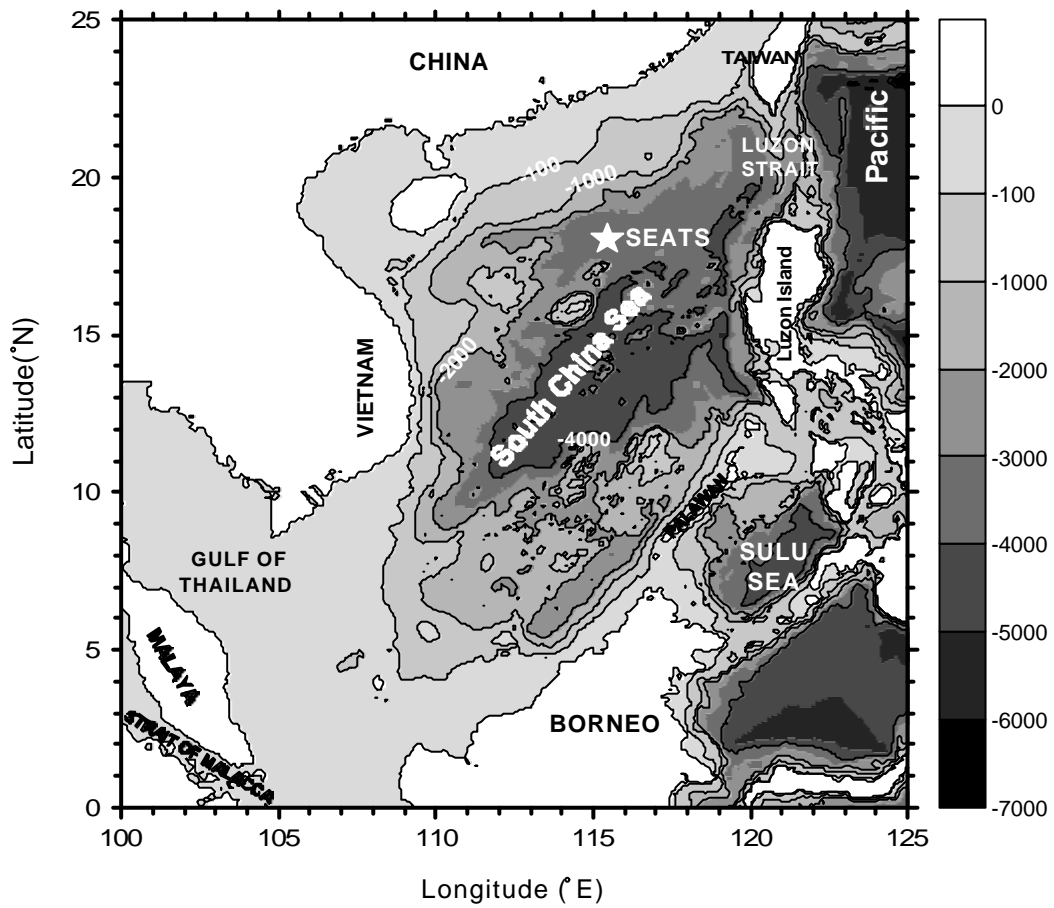 25
20
15
10
5
0
100
105
110
115
120
125
Latitude(°N)
Longitude (°E)
CHINA
TAIWAN
Pacific
LUZON
STRAIT
-100
-1000
SEATS
Luzon Island
South China Sea
-2000
VIETNAM
-4000
PALAWAN
GULF OF
THAILAND
SULU
SEA
MALAYA
BORNEO
STRAIT OF MALACCA
0
-100
-1000
-2000
-3000
-4000
-5000
-6000
-7000